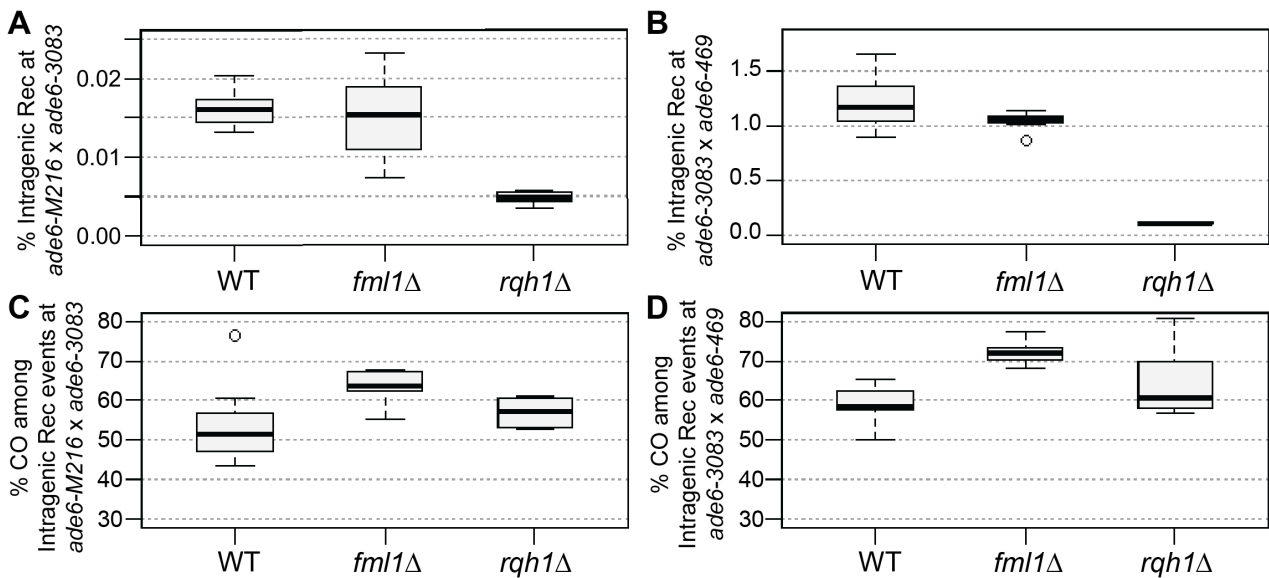 A
% Intragenic Rec at
ade6-M216 x ade6-3083
0.02
0.01
0.00
WT
fml1Δ
rqh1Δ
B
% Intragenic Rec at
ade6-3083 x ade6-469
1.5
1.0
0.5
0.0
WT
fml1Δ
rqh1Δ
C
% CO among
Intragenic Rec events at
ade6-M216 x ade6-3083
80
70
60
50
40
30
WT
fml1Δ
rqh1Δ
D
% CO among
Intragenic Rec events at
ade6-3083 x ade6-469
80
70
60
50
40
30
WT
fml1Δ
rqh1Δ